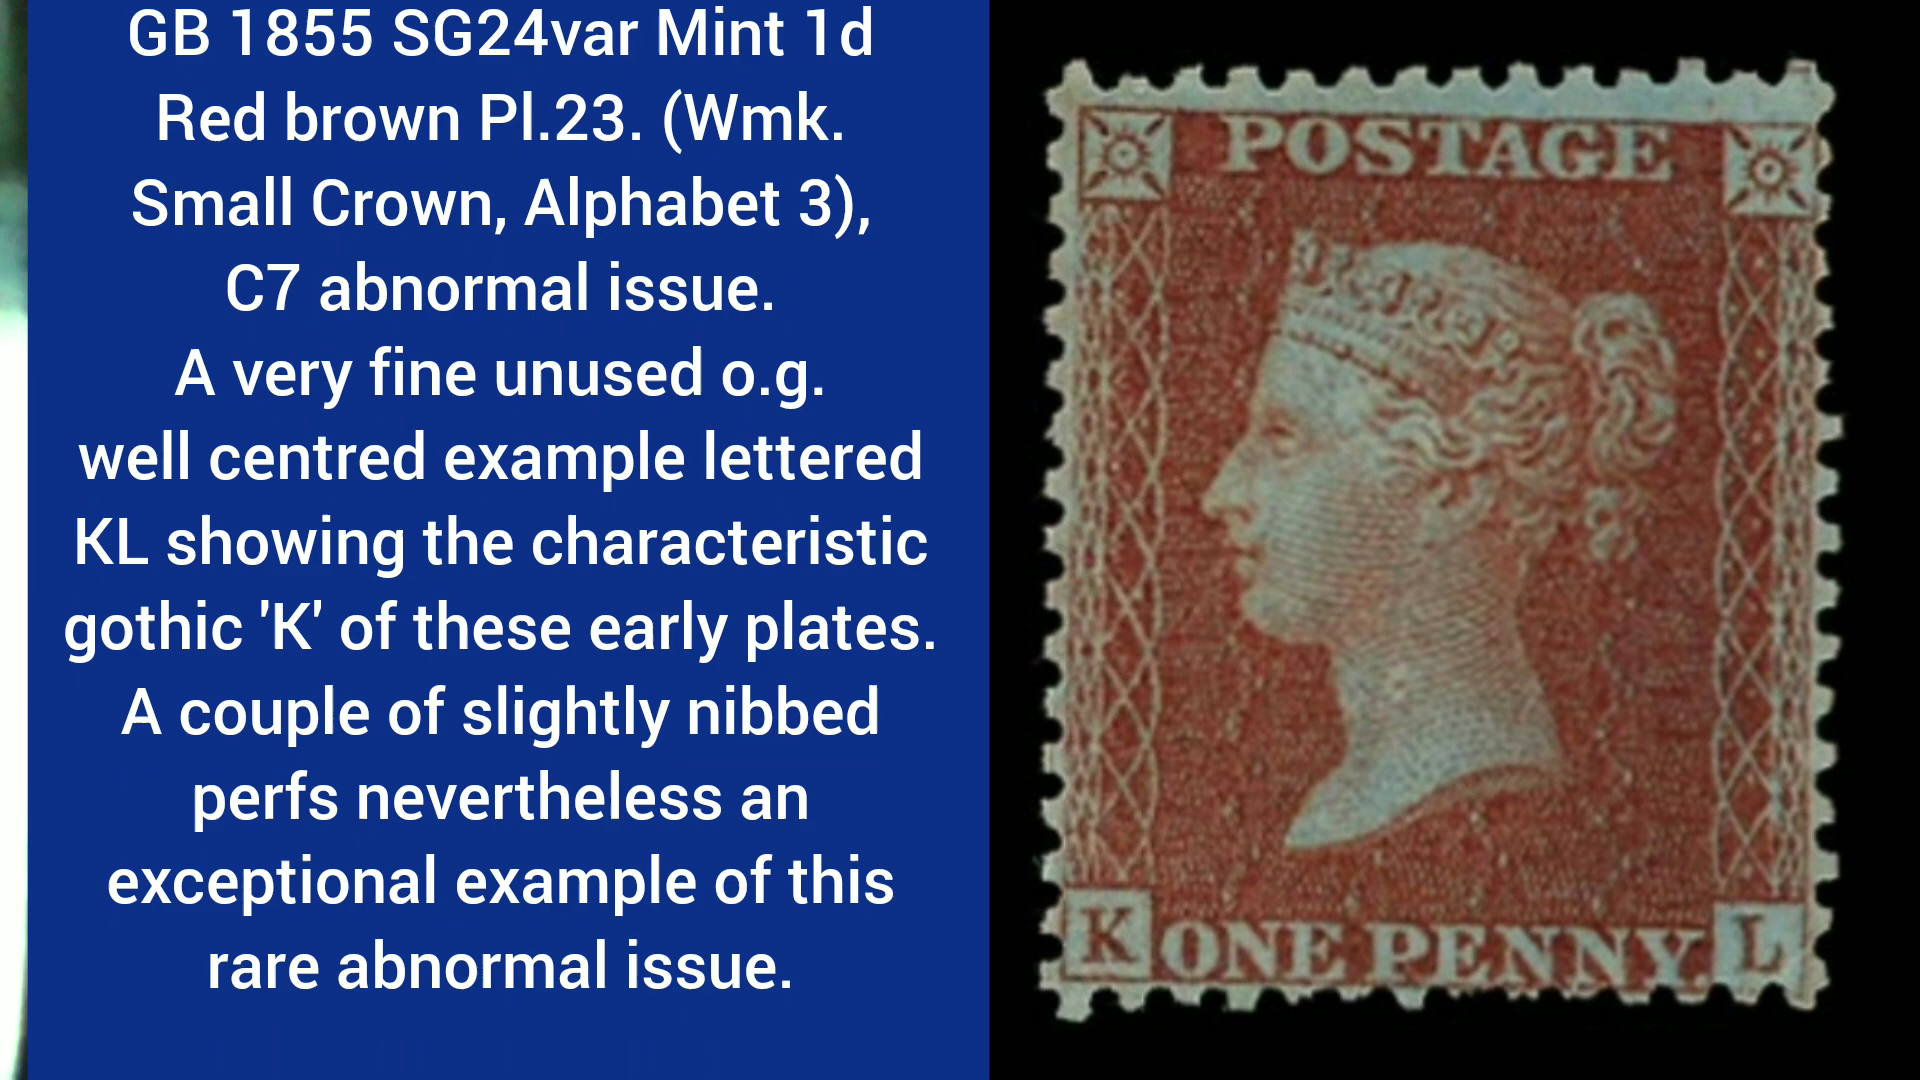 GB 1855 SG24var Mint 1d
Red brown Pl.23. (Wmk.
Small Crown, Alphabet 3),
C7 abnormal issue.
A very fine unused o.g.
well centred example lettered
KL showing the characteristic
gothic 'K' of these early plates.
A couple of slightly nibbed
perfs nevertheless an
exceptional example of this
rare abnormal issue.
POSTAGE
K ONE PENNY. L